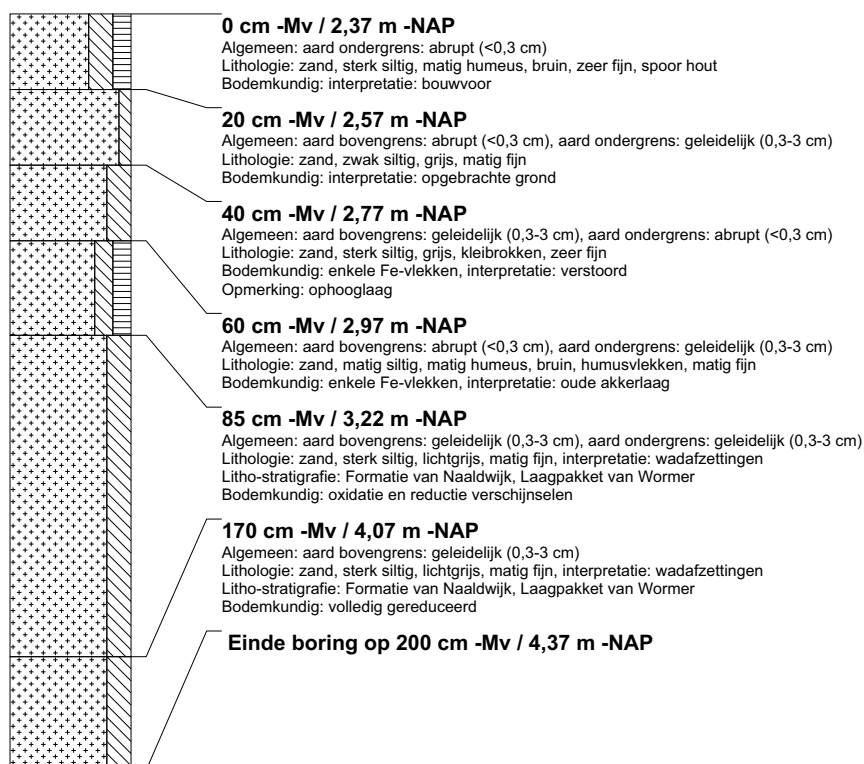 0 cm -Mv / 2,37 m -NAP
Algemeen: aard ondergrens: abrupt (<0,3 cm)
Lithologie: zand, sterk siltig, matig humeus, bruin, zeer fijn, spoor hout
Bodemkundig: interpretatie: bouwvoor
20 cm -Mv / 2,57 m -NAP
Algemeen: aard bovengrens: abrupt (<0,3 cm), aard ondergrens: geleidelijk (0,3-3 cm)
Lithologie: zand, zwak siltig, grijs, matig fijn
Bodemkundig: interpretatie: opgebrachte grond
40 cm -Mv / 2,77 m -NAP
Algemeen: aard bovengrens: geleidelijk (0,3-3 cm), aard ondergrens: abrupt (<0,3 cm)
Lithologie: zand, sterk siltig, grijs, kleibrokken, zeer fijn
Bodemkundig: enkele Fe-vlekken, interpretatie: verstoord
Opmerking: ophooglaag
60 cm -Mv / 2,97 m -NAP
Algemeen: aard bovengrens: abrupt (<0,3 cm), aard ondergrens: geleidelijk (0,3-3 cm)
Lithologie: zand, matig siltig, matig humeus, bruin, humusvlekken, matig fijn
Bodemkundig: enkele Fe-vlekken, interpretatie: oude akkerlaag
85 cm -Mv / 3,22 m -NAP
Algemeen: aard bovengrens: geleidelijk (0,3-3 cm), aard ondergrens: geleidelijk (0,3-3 cm)
Lithologie: zand, sterk siltig, lichtgrijs, matig fijn, interpretatie: wadafzettingen
Litho-stratigrafie: Formatie van Naaldwijk, Laagpakket van Wormer
Bodemkundig: oxidatie en reductie verschijnselen
170 cm -Mv / 4,07 m -NAP
Algemeen: aard bovengrens: geleidelijk (0,3-3 cm)
Lithologie: zand, sterk siltig, lichtgrijs, matig fijn, interpretatie: wadafzettingen
Litho-stratigrafie: Formatie van Naaldwijk, Laagpakket van Wormer
Bodemkundig: volledig gereduceerd
Einde boring op 200 cm -Mv / 4,37 m -NAP